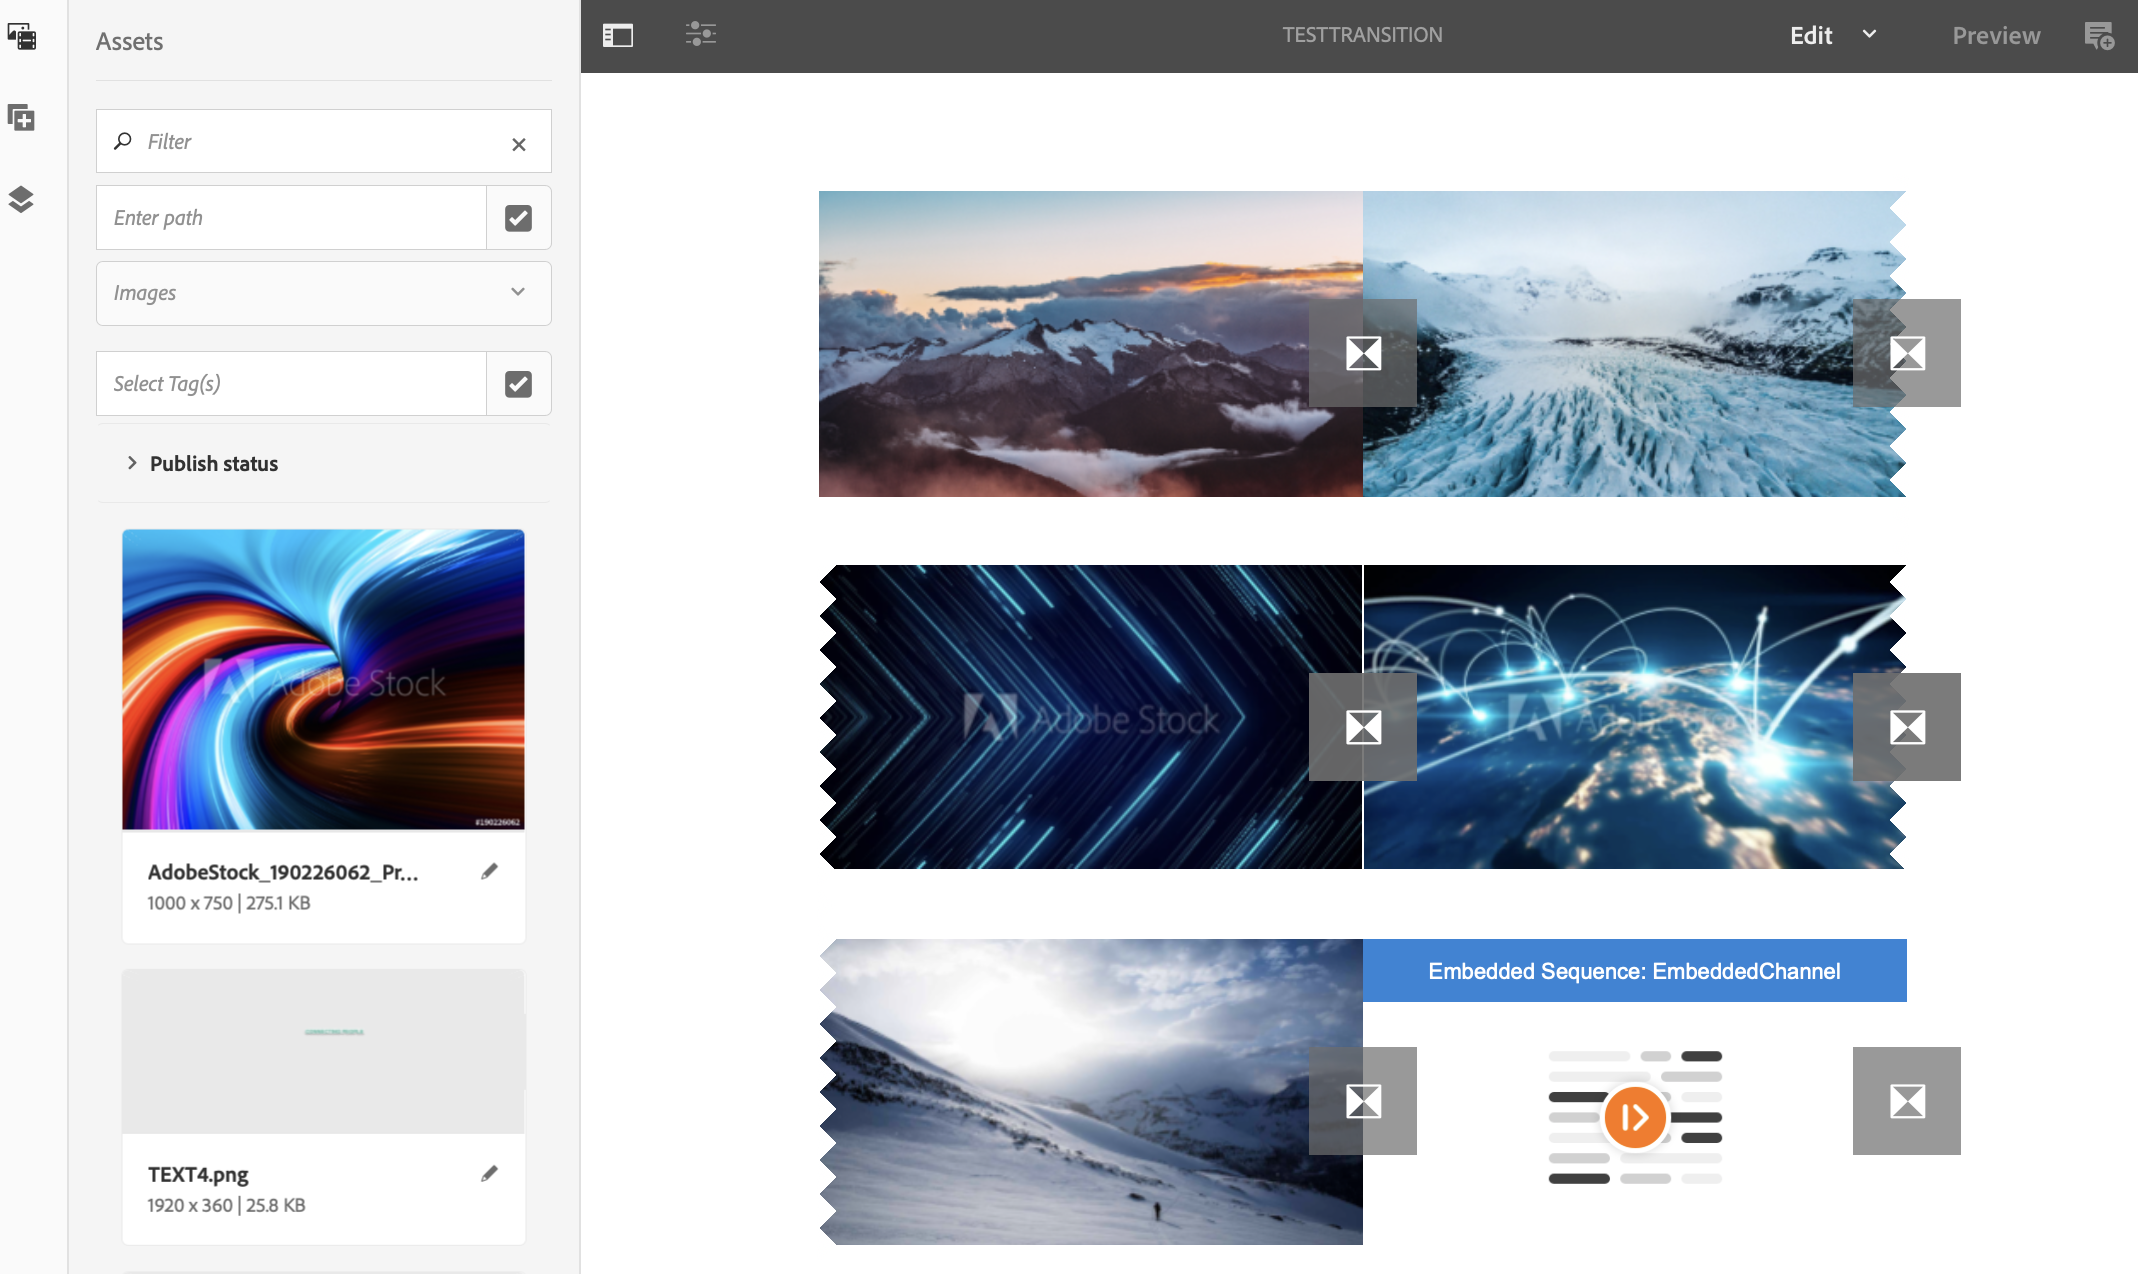 Assets
TESTTRANSITION
Edit
Preview
Filter
Enter path
Images
Select Tag(s)
Publish status
Adobe Stock
#190226062
AdobeStock_190226062_Pr...
1000 x 750 | 275.1 KB
TEXT4.png
1920 x 360 | 25.8 KB
Adobe Stock
Embedded Sequence: EmbeddedChannel